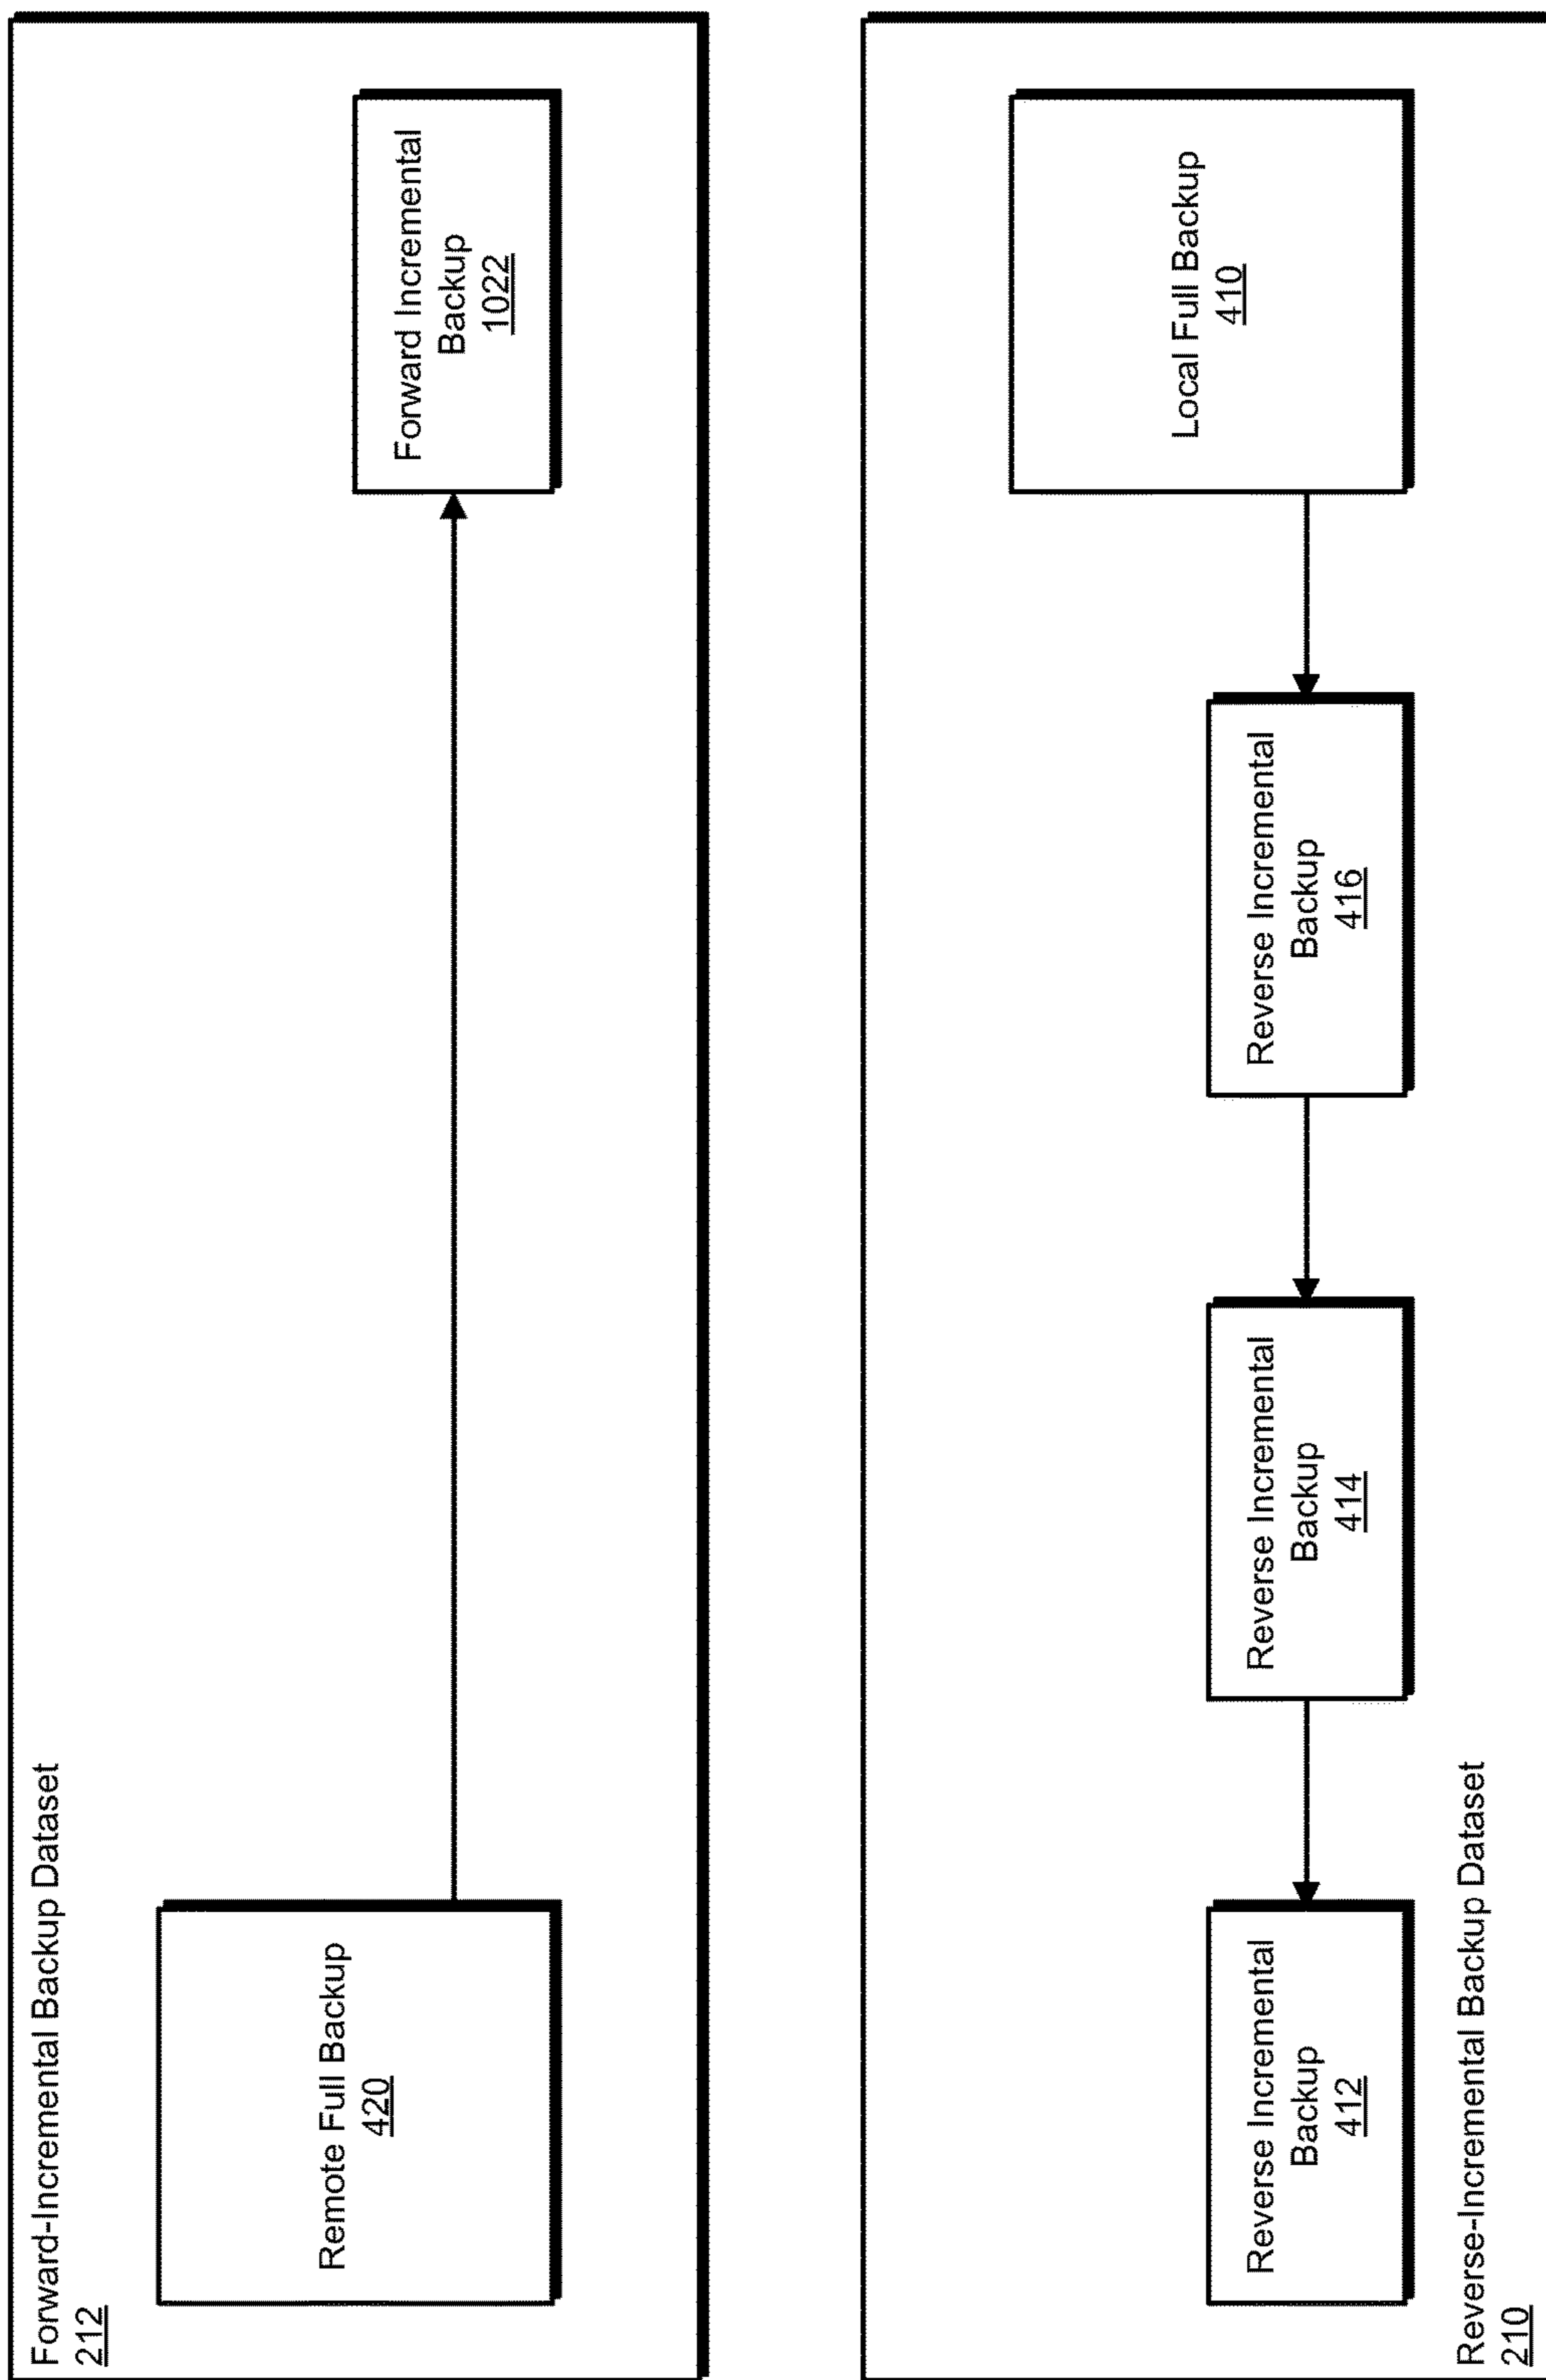 Forward-Incremental Backup Dataset
212
Remote Full Backup
420
Forward Incremental
Backup
1022
Local Full Backup
410
Reverse Incremental
Backup
412
Reverse Incremental
Backup
414
Reverse Incremental
Backup
416
Reverse-Incremental Backup Dataset
210